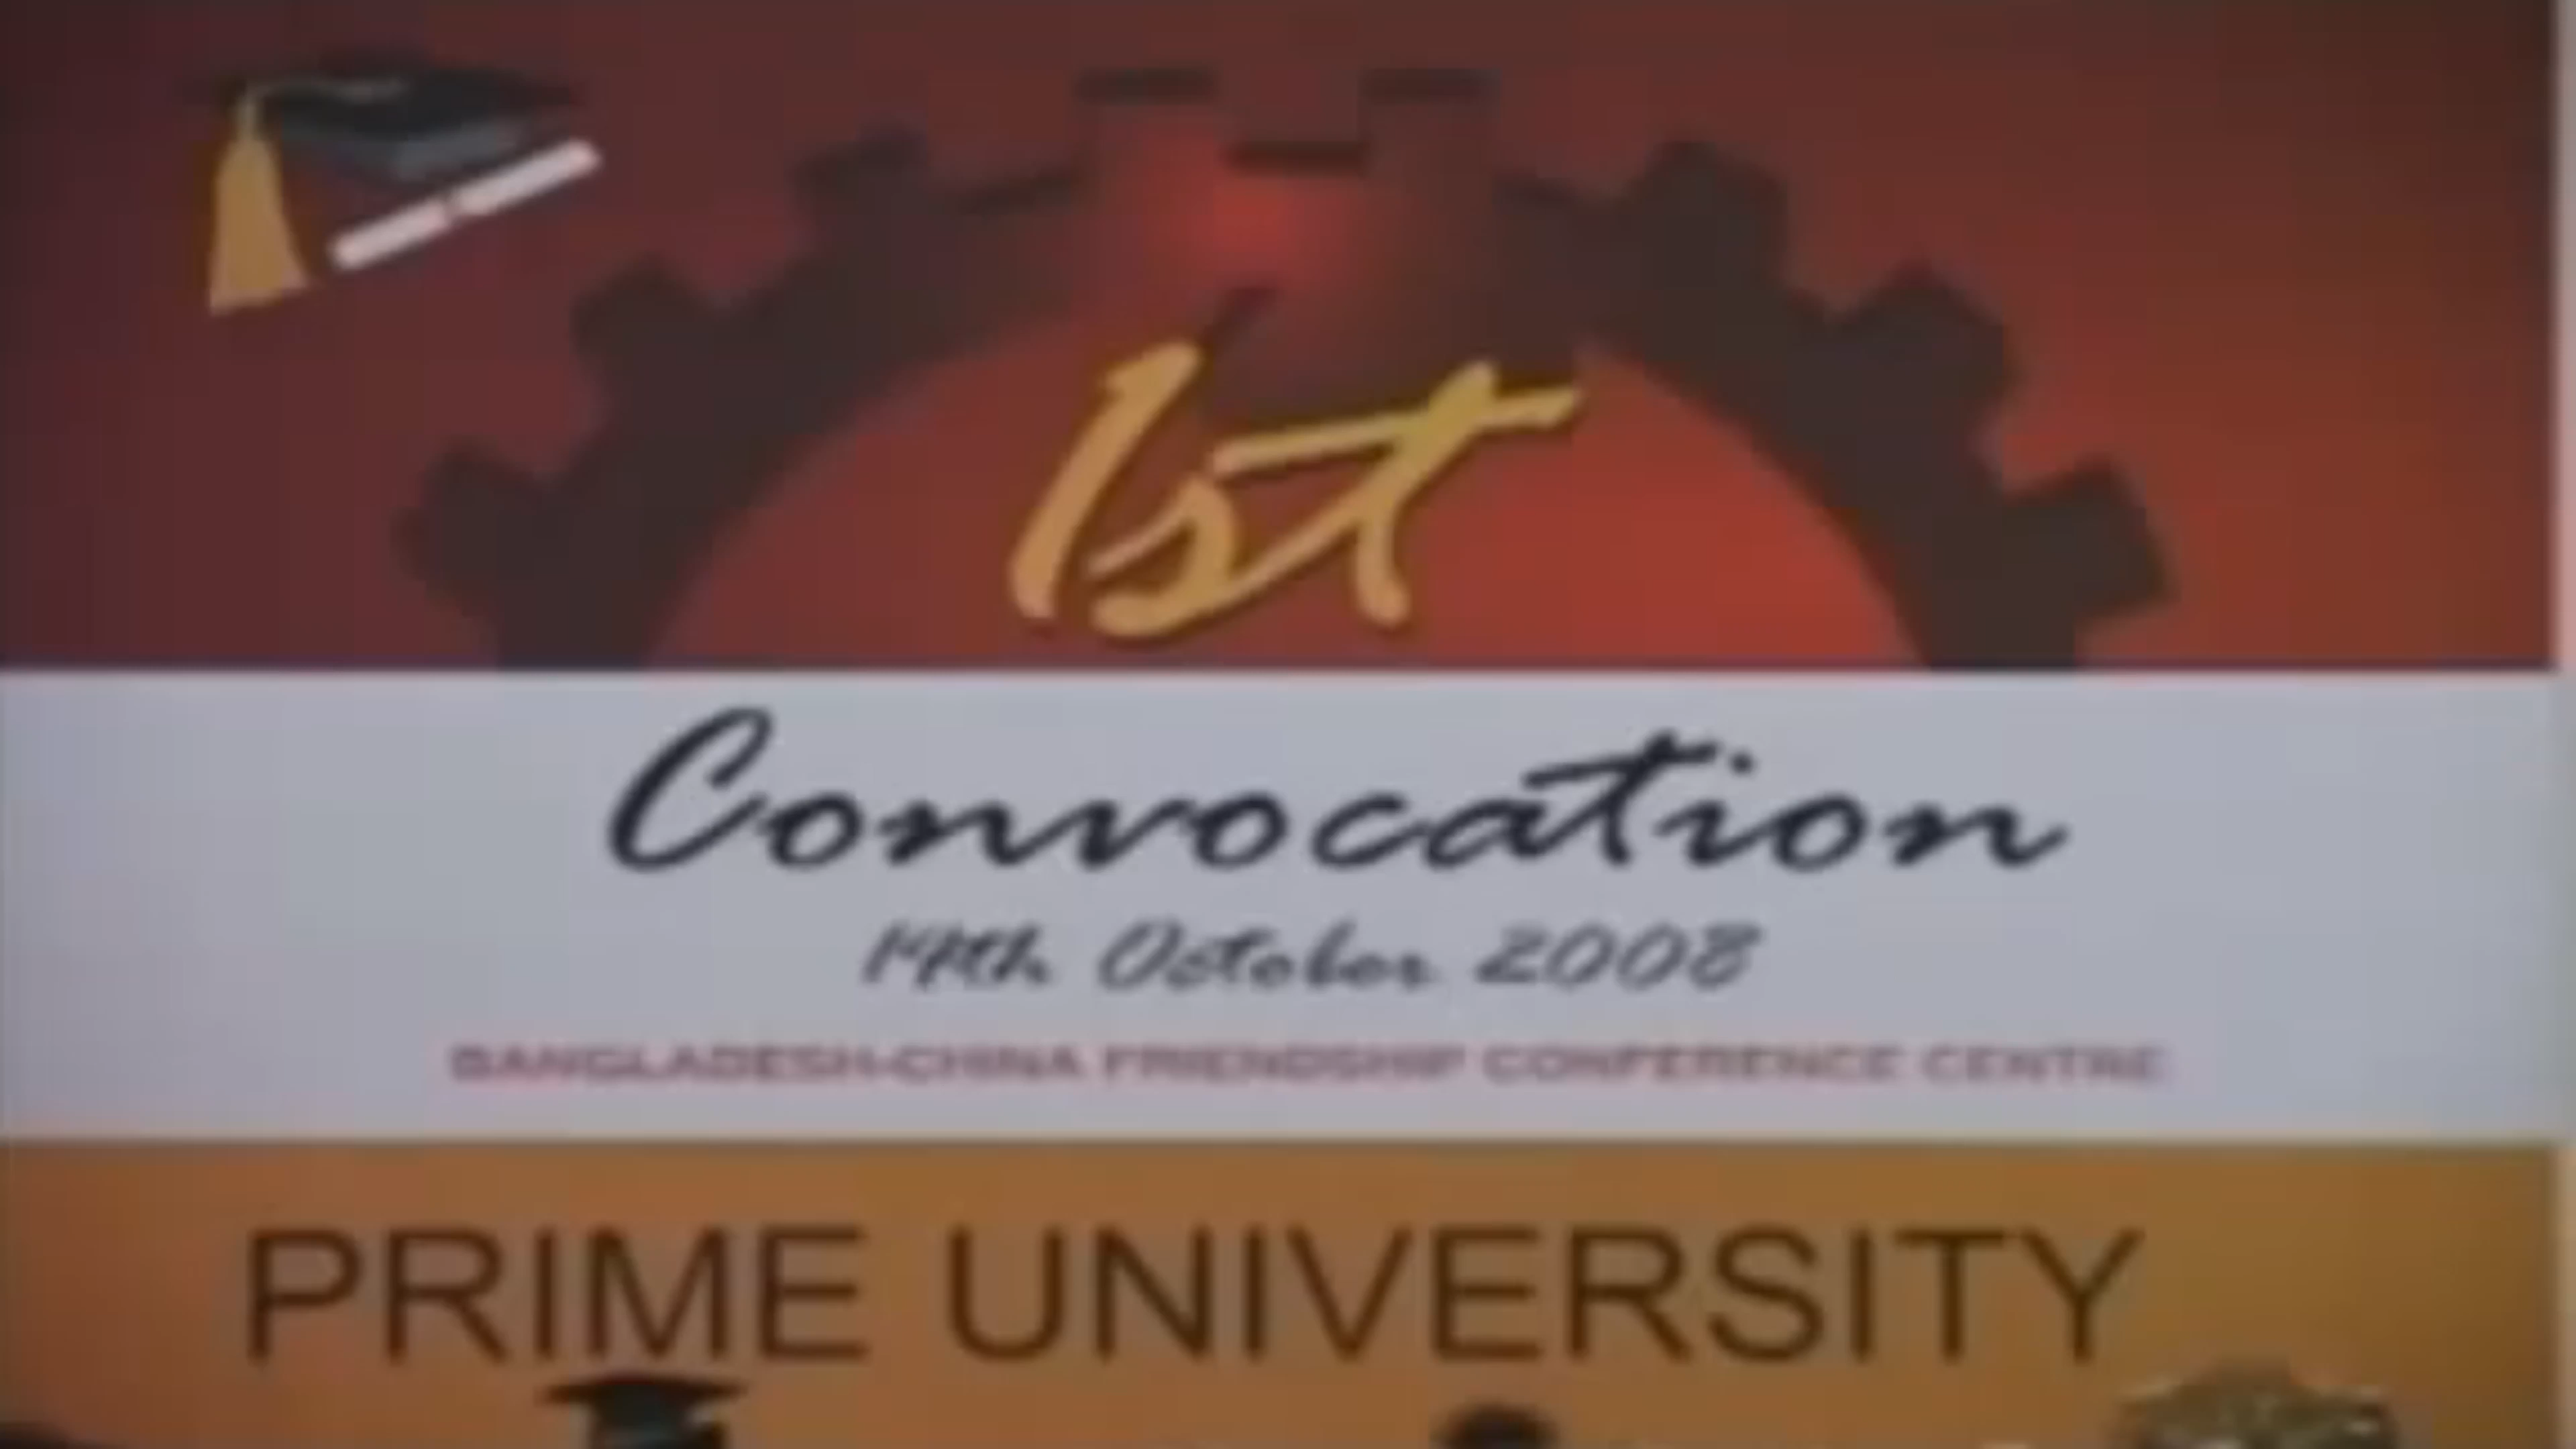 1st
Convocation
14th October 2008
BANGLADESH-CHINA FRIENDSHIP CONFERENCE CENTRE
PRIME UNIVERSITY